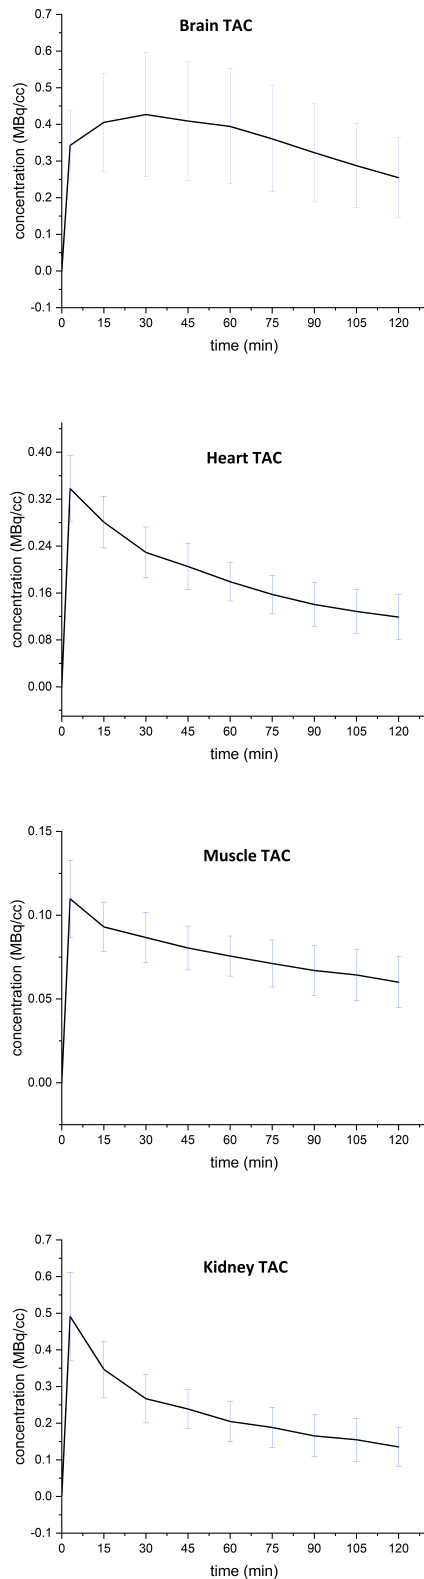 Brain TAC
0.7
0.6
0.5
0.4
0.3
0.2
0.1
0.0
-0.1
concentration (MBq/cc)
0 15 30 45 60 75 90 105 120
time (min)
Heart TAC
0.40
0.32
0.24
0.16
0.08
0.00
concentration (MBq/cc)
0 15 30 45 60 75 90 105 120
time (min)
Muscle TAC
0.15
0.10
0.05
0.00
concentration (MBq/cc)
0 15 30 45 60 75 90 105 120
time (min)
Kidney TAC
0.7
0.6
0.5
0.4
0.3
0.2
0.1
0.0
-0.1
concentration (MBq/cc)
0 15 30 45 60 75 90 105 120
time (min)